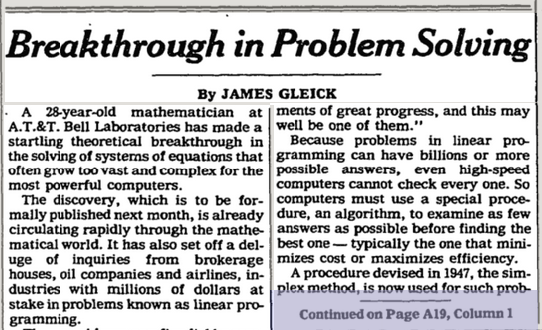 Breakthrough in Problem Solving
By JAMES GLEICK
A 28-year-old mathematician at
A.T.&T. Bell Laboratories has made a
startling theoretical breakthrough in
the solving of systems of equations that
often grow too vast and complex for the
most powerful computers.
The discovery, which is to be for-
mally published next month, is already
circulating rapidly through the mathe-
matical world. It has also set off a del-
uge of inquiries from brokerage
houses, oil companies and airlines, in-
dustries with millions of dollars at
stake in problems known as linear pro-
gramming.
ments of great progress, and this may
well be one of them."
Because problems in linear pro-
gramming can have billions or more
possible answers, even high-speed
computers cannot check every one. So
computers must use a special proce-
dure, an algorithm, to examine as few
answers as possible before finding the
best one — typically the one that mini-
mizes cost or maximizes efficiency.
A procedure devised in 1947, the sim-
plex method, is now used for such prob-
Continued on Page A19, Column 1